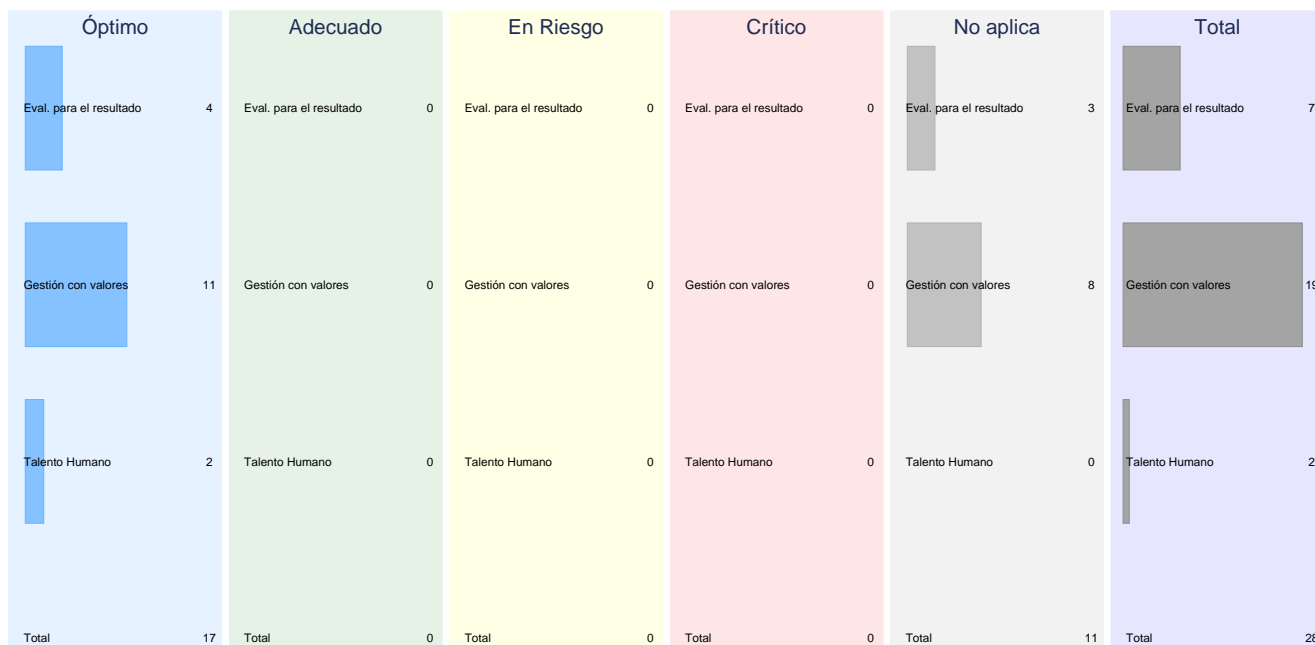 Óptimo Adecuado En Riesgo Crítico No aplica Total
Eval. para el resultado 4 Eval. para el resultado 0 Eval. para el resultado 0 Eval. para el resultado 0 Eval. para el resultado 3 Eval. para el resultado 7
Gestión con valores 11 Gestión con valores 0 Gestión con valores 0 Gestión con valores 0 Gestión con valores 8 Gestión con valores 19
Talento Humano 2 Talento Humano 0 Talento Humano 0 Talento Humano 0 Talento Humano 0 Talento Humano 2
Total 17 Total 0 Total 0 Total 0 Total 11 Total 28